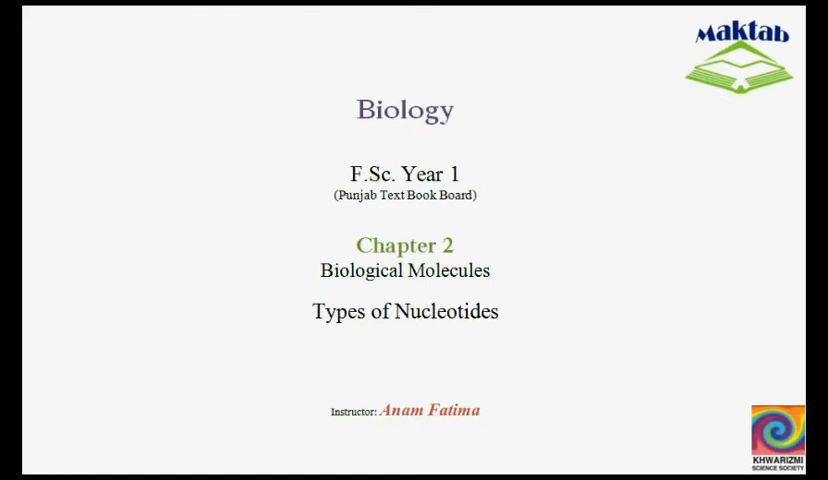 Maktab
Biology
F.Sc. Year 1
(Punjab Text Book Board)
Chapter 2
Biological Molecules
Types of Nucleotides
Instructor: Anam Fatima
KHWARIZMI
SCIENCE SOCIETY